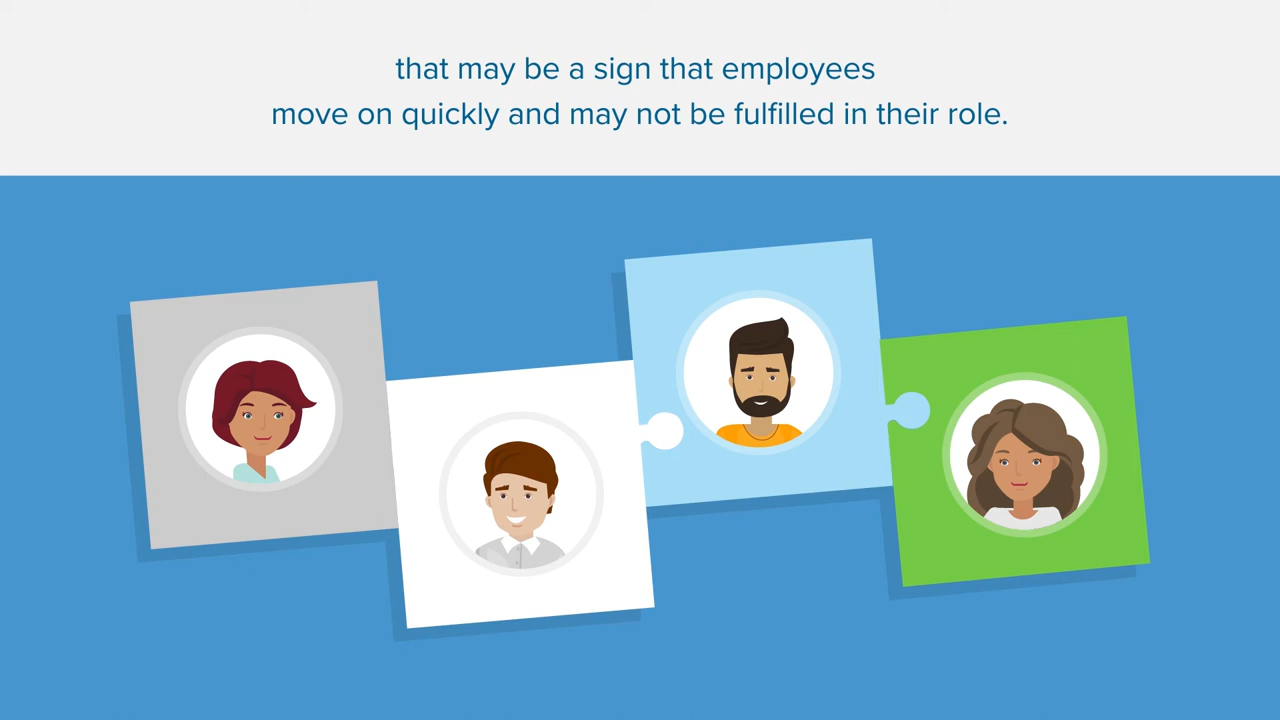 that may be a sign that employees
move on quickly and may not be fulfilled in their role.